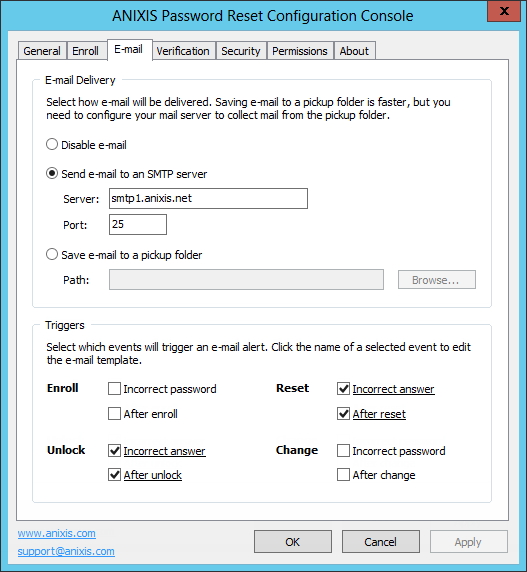 ANIXIS Password Reset Configuration Console
General Enroll E-mail Verification Security Permissions About
E-mail Delivery
Select how e-mail will be delivered. Saving e-mail to a pickup folder is faster, but you
need to configure your mail server to collect mail from the pickup folder.
Disable e-mail
Send e-mail to an SMTP server
Server: smtp1.anixis.net
Port: 25
Save e-mail to a pickup folder
Path: Browse...
Triggers
Select which events will trigger an e-mail alert. Click the name of a selected event to edit
the e-mail template.
Enroll Incorrect password Reset Incorrect answer
After enroll After reset
Unlock Incorrect answer Change Incorrect password
After unlock After change
www.anixis.com
support@anixis.com
OK Cancel Apply